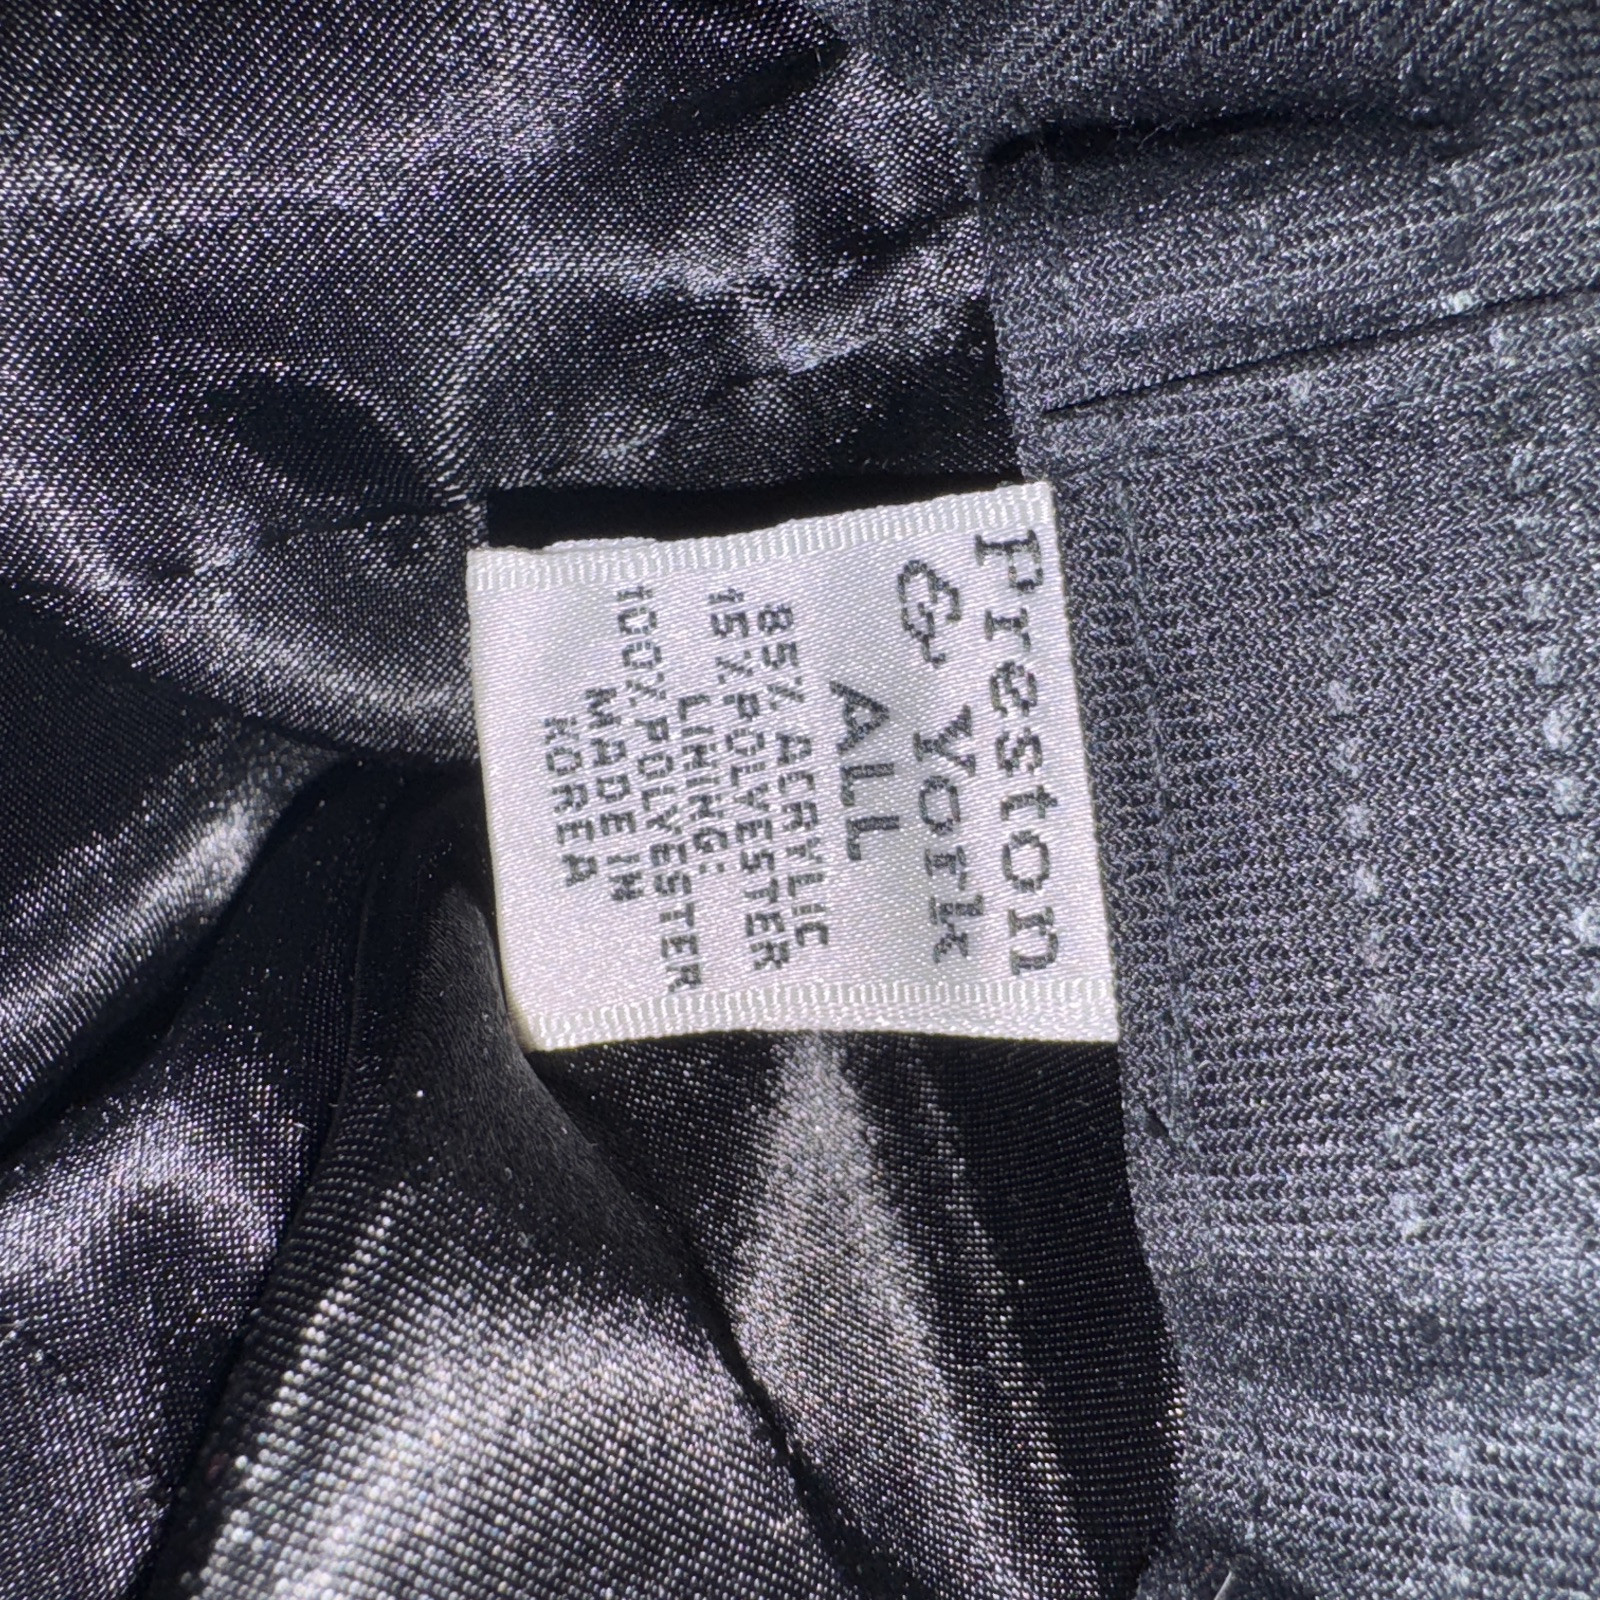 Preston
& York
ALL
85% ACRYLIC
15% POLYESTER
LINING:
100% POLYESTER
MADE IN
KOREA